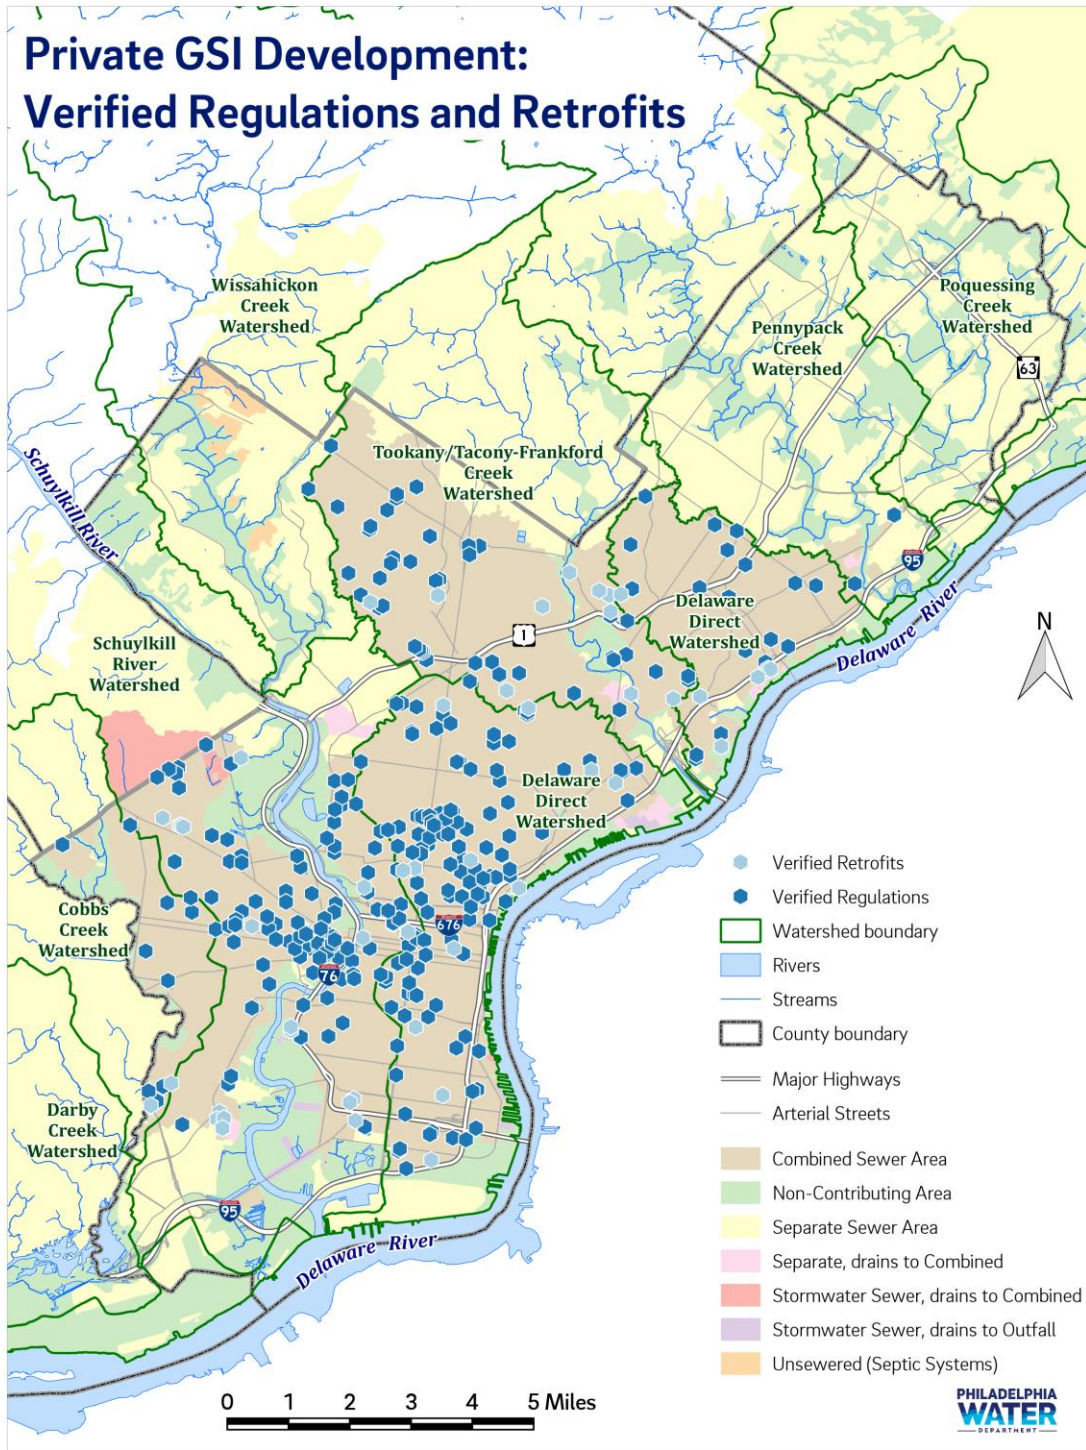 Private GSI Development:
Verified Regulations and Retrofits
Wissahickon
Creek
Watershed
Poquessing
Creek
Watershed
Pennypack
Creek
Watershed
63
Tookany/Tacony-Frankford
Creek
Watershed
Schuylkill River
95
Delaware
Direct
Watershed
Delaware River
1
N
Schuylkill
River
Watershed
Delaware
Direct
Watershed
Cobbs
Creek
Watershed
676
76
Darby
Creek
Watershed
95
Delaware River
Verified Retrofits
Verified Regulations
Watershed boundary
Rivers
Streams
County boundary
Major Highways
Arterial Streets
Combined Sewer Area
Non-Contributing Area
Separate Sewer Area
Separate, drains to Combined
Stormwater Sewer, drains to Combined
Stormwater Sewer, drains to Outfall
Unsewered (Septic Systems)
0 1 2 3 4 5 Miles
PHILADELPHIA
WATER
DEPARTMENT